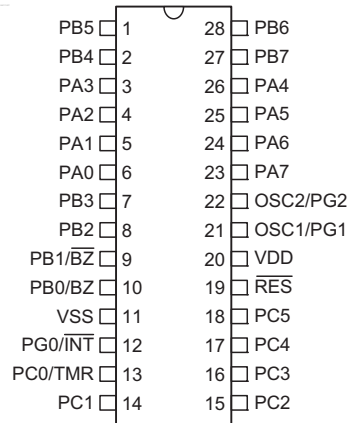 PB5 1 28 PB6
PB4 2 27 PB7
PA3 3 26 PA4
PA2 4 25 PA5
PA1 5 24 PA6
PA0 6 23 PA7
PB3 7 22 OSC2/PG2
PB2 8 21 OSC1/PG1
PB1/B̅Z̅ 9 20 VDD
PB0/BZ 10 19 R̅E̅S̅
VSS 11 18 PC5
PG0/I̅N̅T̅ 12 17 PC4
PC0/TMR 13 16 PC3
PC1 14 15 PC2